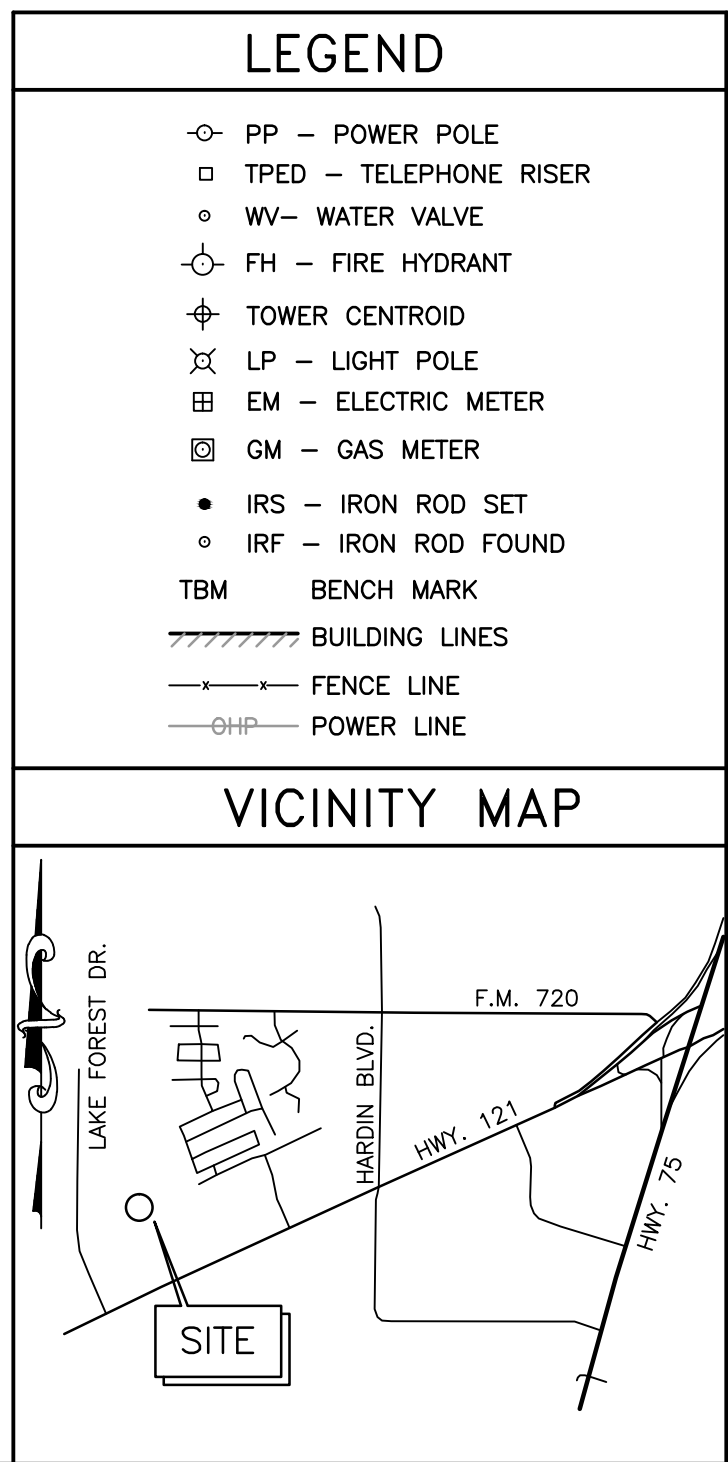 LEGEND
PP – POWER POLE
TPED – TELEPHONE RISER
WV– WATER VALVE
FH – FIRE HYDRANT
TOWER CENTROID
LP – LIGHT POLE
EM – ELECTRIC METER
GM – GAS METER
IRS – IRON ROD SET
IRF – IRON ROD FOUND
TBM BENCH MARK
BUILDING LINES
x x FENCE LINE
OHP POWER LINE
VICINITY MAP
LAKE FOREST DR.
F.M. 720
HARDIN BLVD.
HWY. 121
HWY. 75
SITE